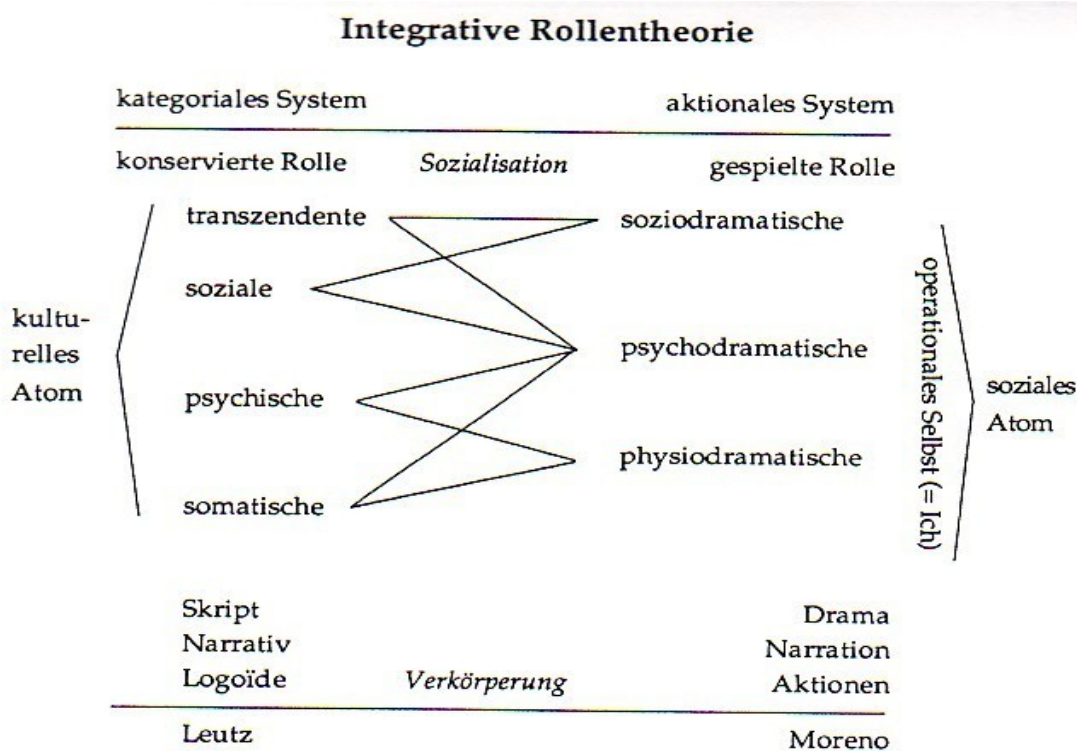 Integrative Rollentheorie
kategoriales System aktionales System
konservierte Rolle Sozialisation gespielte Rolle
transzendente soziodramatische
soziale
kultu-
relles
Atom
psychodramatische
psychische
physiodramatische
somatische
operationales Selbst (= Ich)
soziales
Atom
Skript Drama
Narrativ Narration
Logoïde Verkörperung Aktionen
Leutz Moreno